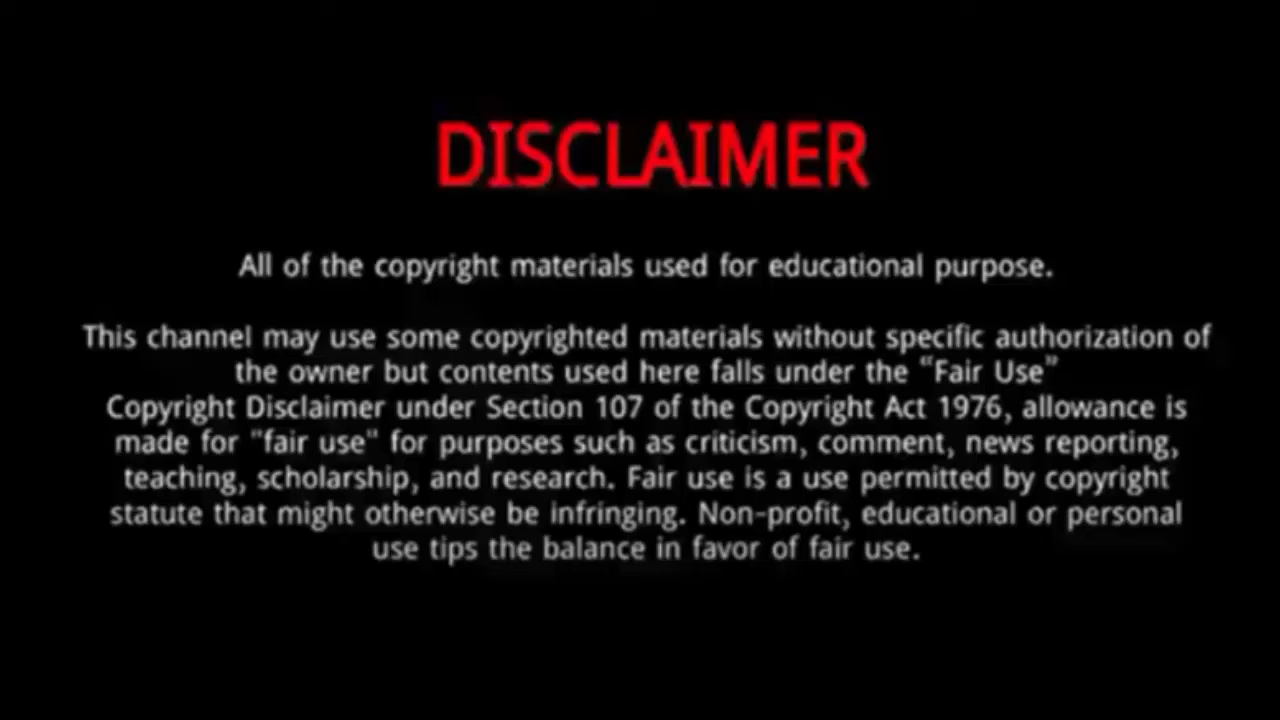 DISCLAIMER
All of the copyright materials used for educational purpose.
This channel may use some copyrighted materials without specific authorization of
the owner but contents used here falls under the “Fair Use”
Copyright Disclaimer under Section 107 of the Copyright Act 1976, allowance is
made for "fair use" for purposes such as criticism, comment, news reporting,
teaching, scholarship, and research. Fair use is a use permitted by copyright
statute that might otherwise be infringing. Non-profit, educational or personal
use tips the balance in favor of fair use.